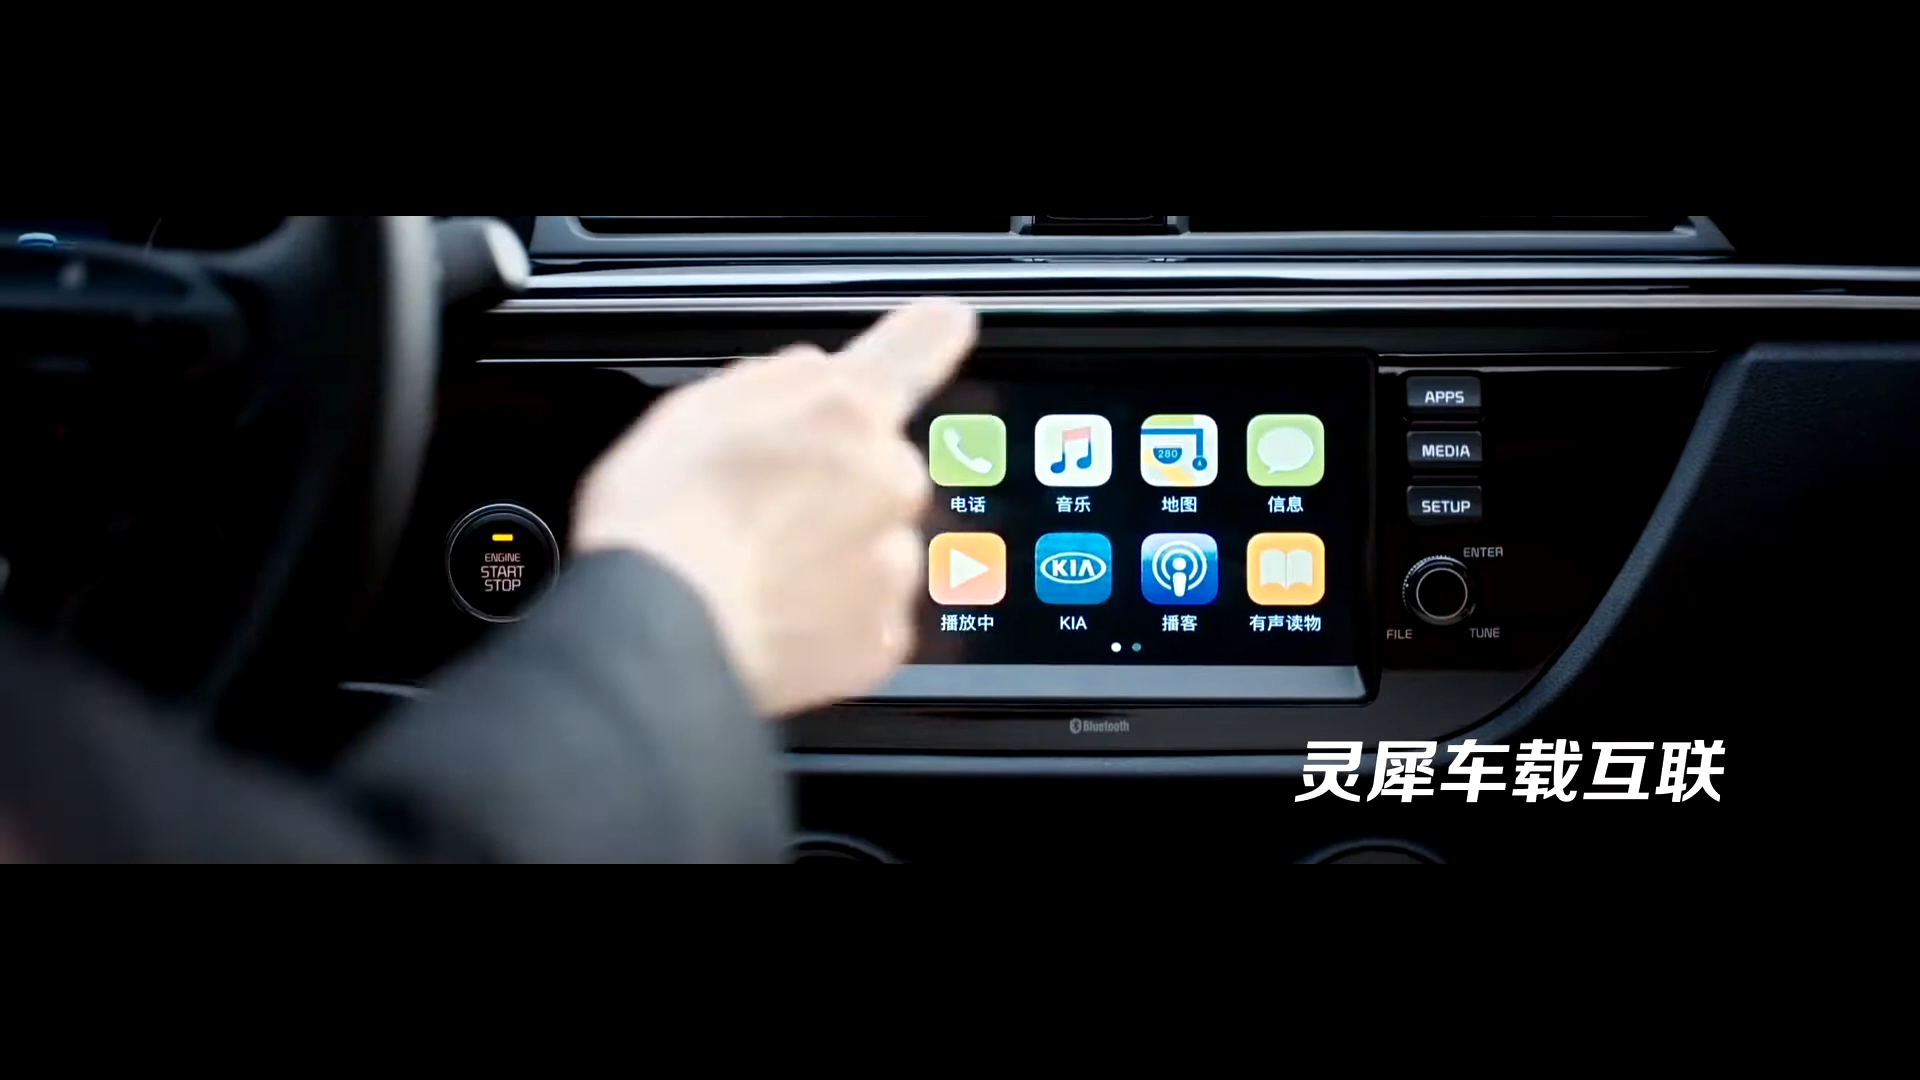 APPS
MEDIA
SETUP
ENTER
FILE
TUNE
280
电话
音乐
地图
信息
KIA
播放中
KIA
播客
有声读物
ENGINE
START
STOP
Bluetooth
灵犀车载互联